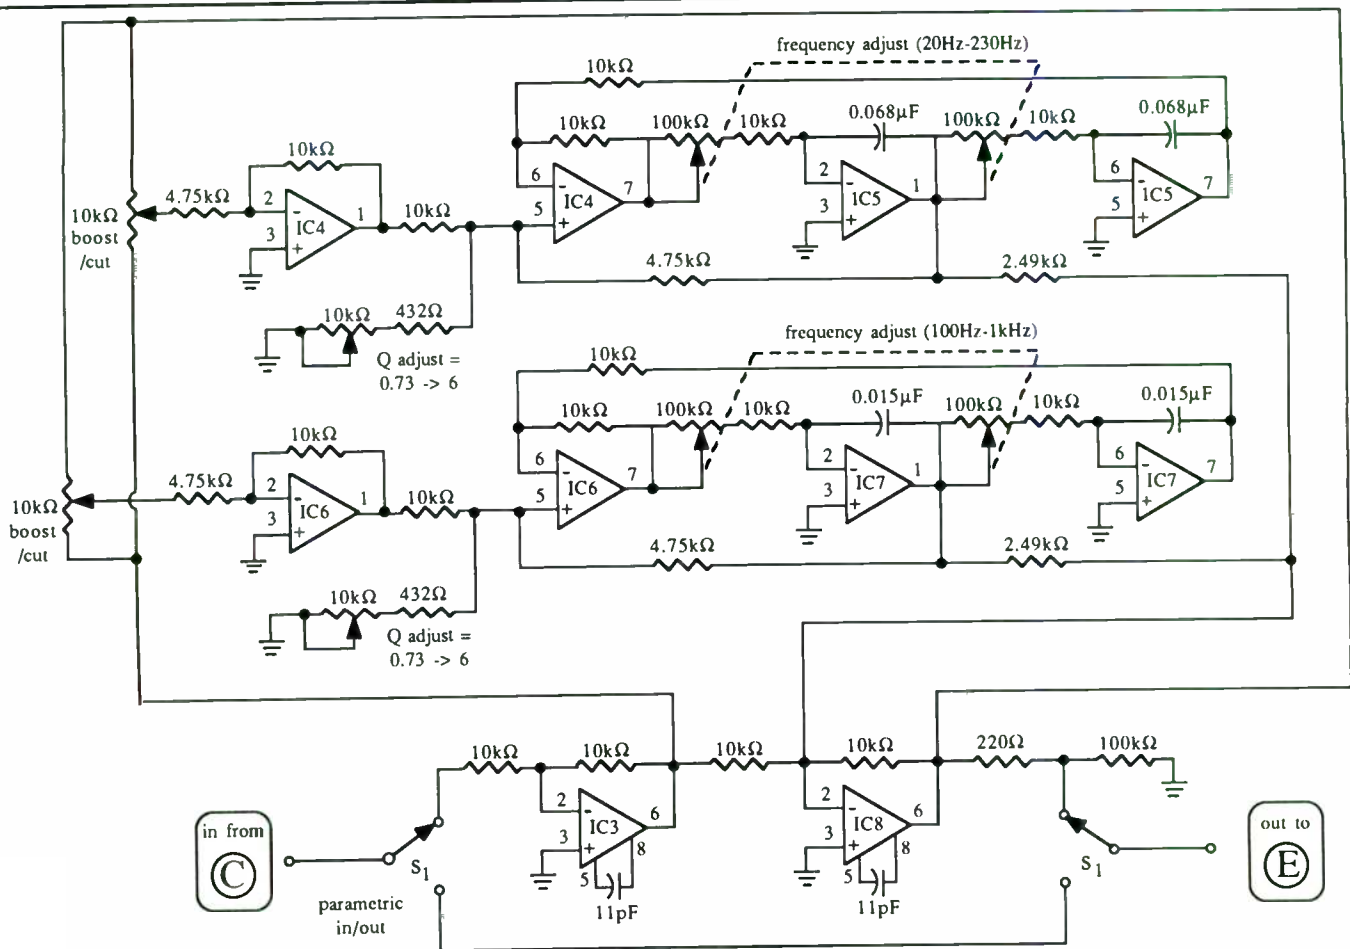 frequency adjust (20Hz-230Hz)
10kΩ
10kΩ 100kΩ 10kΩ 0.068μF 100kΩ 10kΩ 0.068μF
10kΩ
4.75kΩ
10kΩ
boost
/cut
2
-
3
+
IC4
1
10kΩ
6
-
5
+
IC4
7
2
-
3
+
IC5
1
6
-
5
+
IC5
7
4.75kΩ 2.49kΩ
10kΩ 432Ω
Q adjust =
0.73 -> 6
frequency adjust (100Hz-1kHz)
10kΩ
10kΩ 100kΩ 10kΩ 0.015μF 100kΩ 10kΩ 0.015μF
10kΩ
4.75kΩ
10kΩ
boost
/cut
2
-
3
+
IC6
1
10kΩ
6
-
5
+
IC6
7
2
-
3
+
IC7
1
6
-
5
+
IC7
7
4.75kΩ 2.49kΩ
10kΩ 432Ω
Q adjust =
0.73 -> 6
10kΩ 10kΩ 10kΩ 10kΩ 220Ω 100kΩ
in from
C
S1
parametric
in/out
2
-
3
+
IC3
6
8
5
11pF
2
-
3
+
IC8
6
8
5
11pF
S1
out to
E